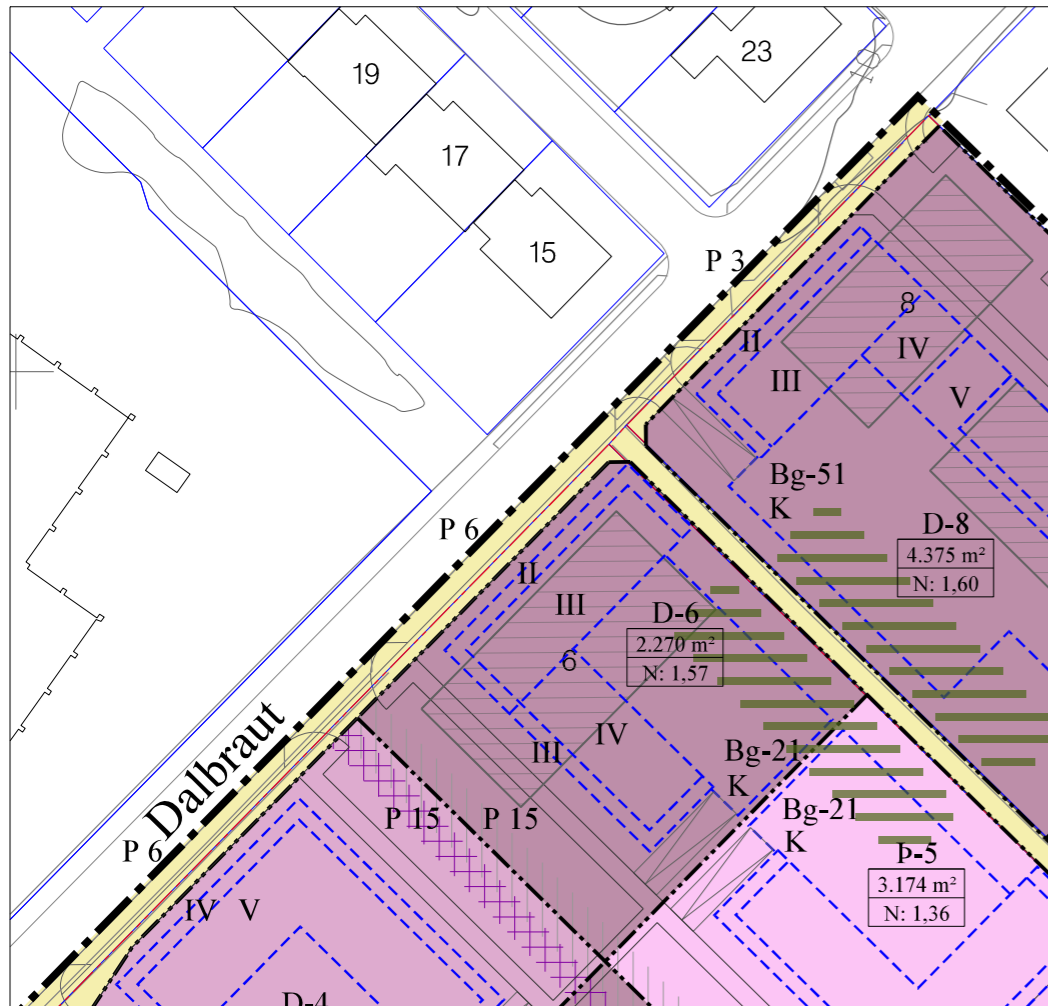 19
23
17
15
P 3
8
II
IV
III
V
Bg-51
K
P 6
D-8
4.375 m²
N: 1,60
II
III
D-6
2.270 m²
N: 1,57
6
IV
III
Dalbraut
Bg-21
K
P 15
P 15
Bg-21
K
P 6
Þ-5
3.174 m²
N: 1,36
IV V
D-4